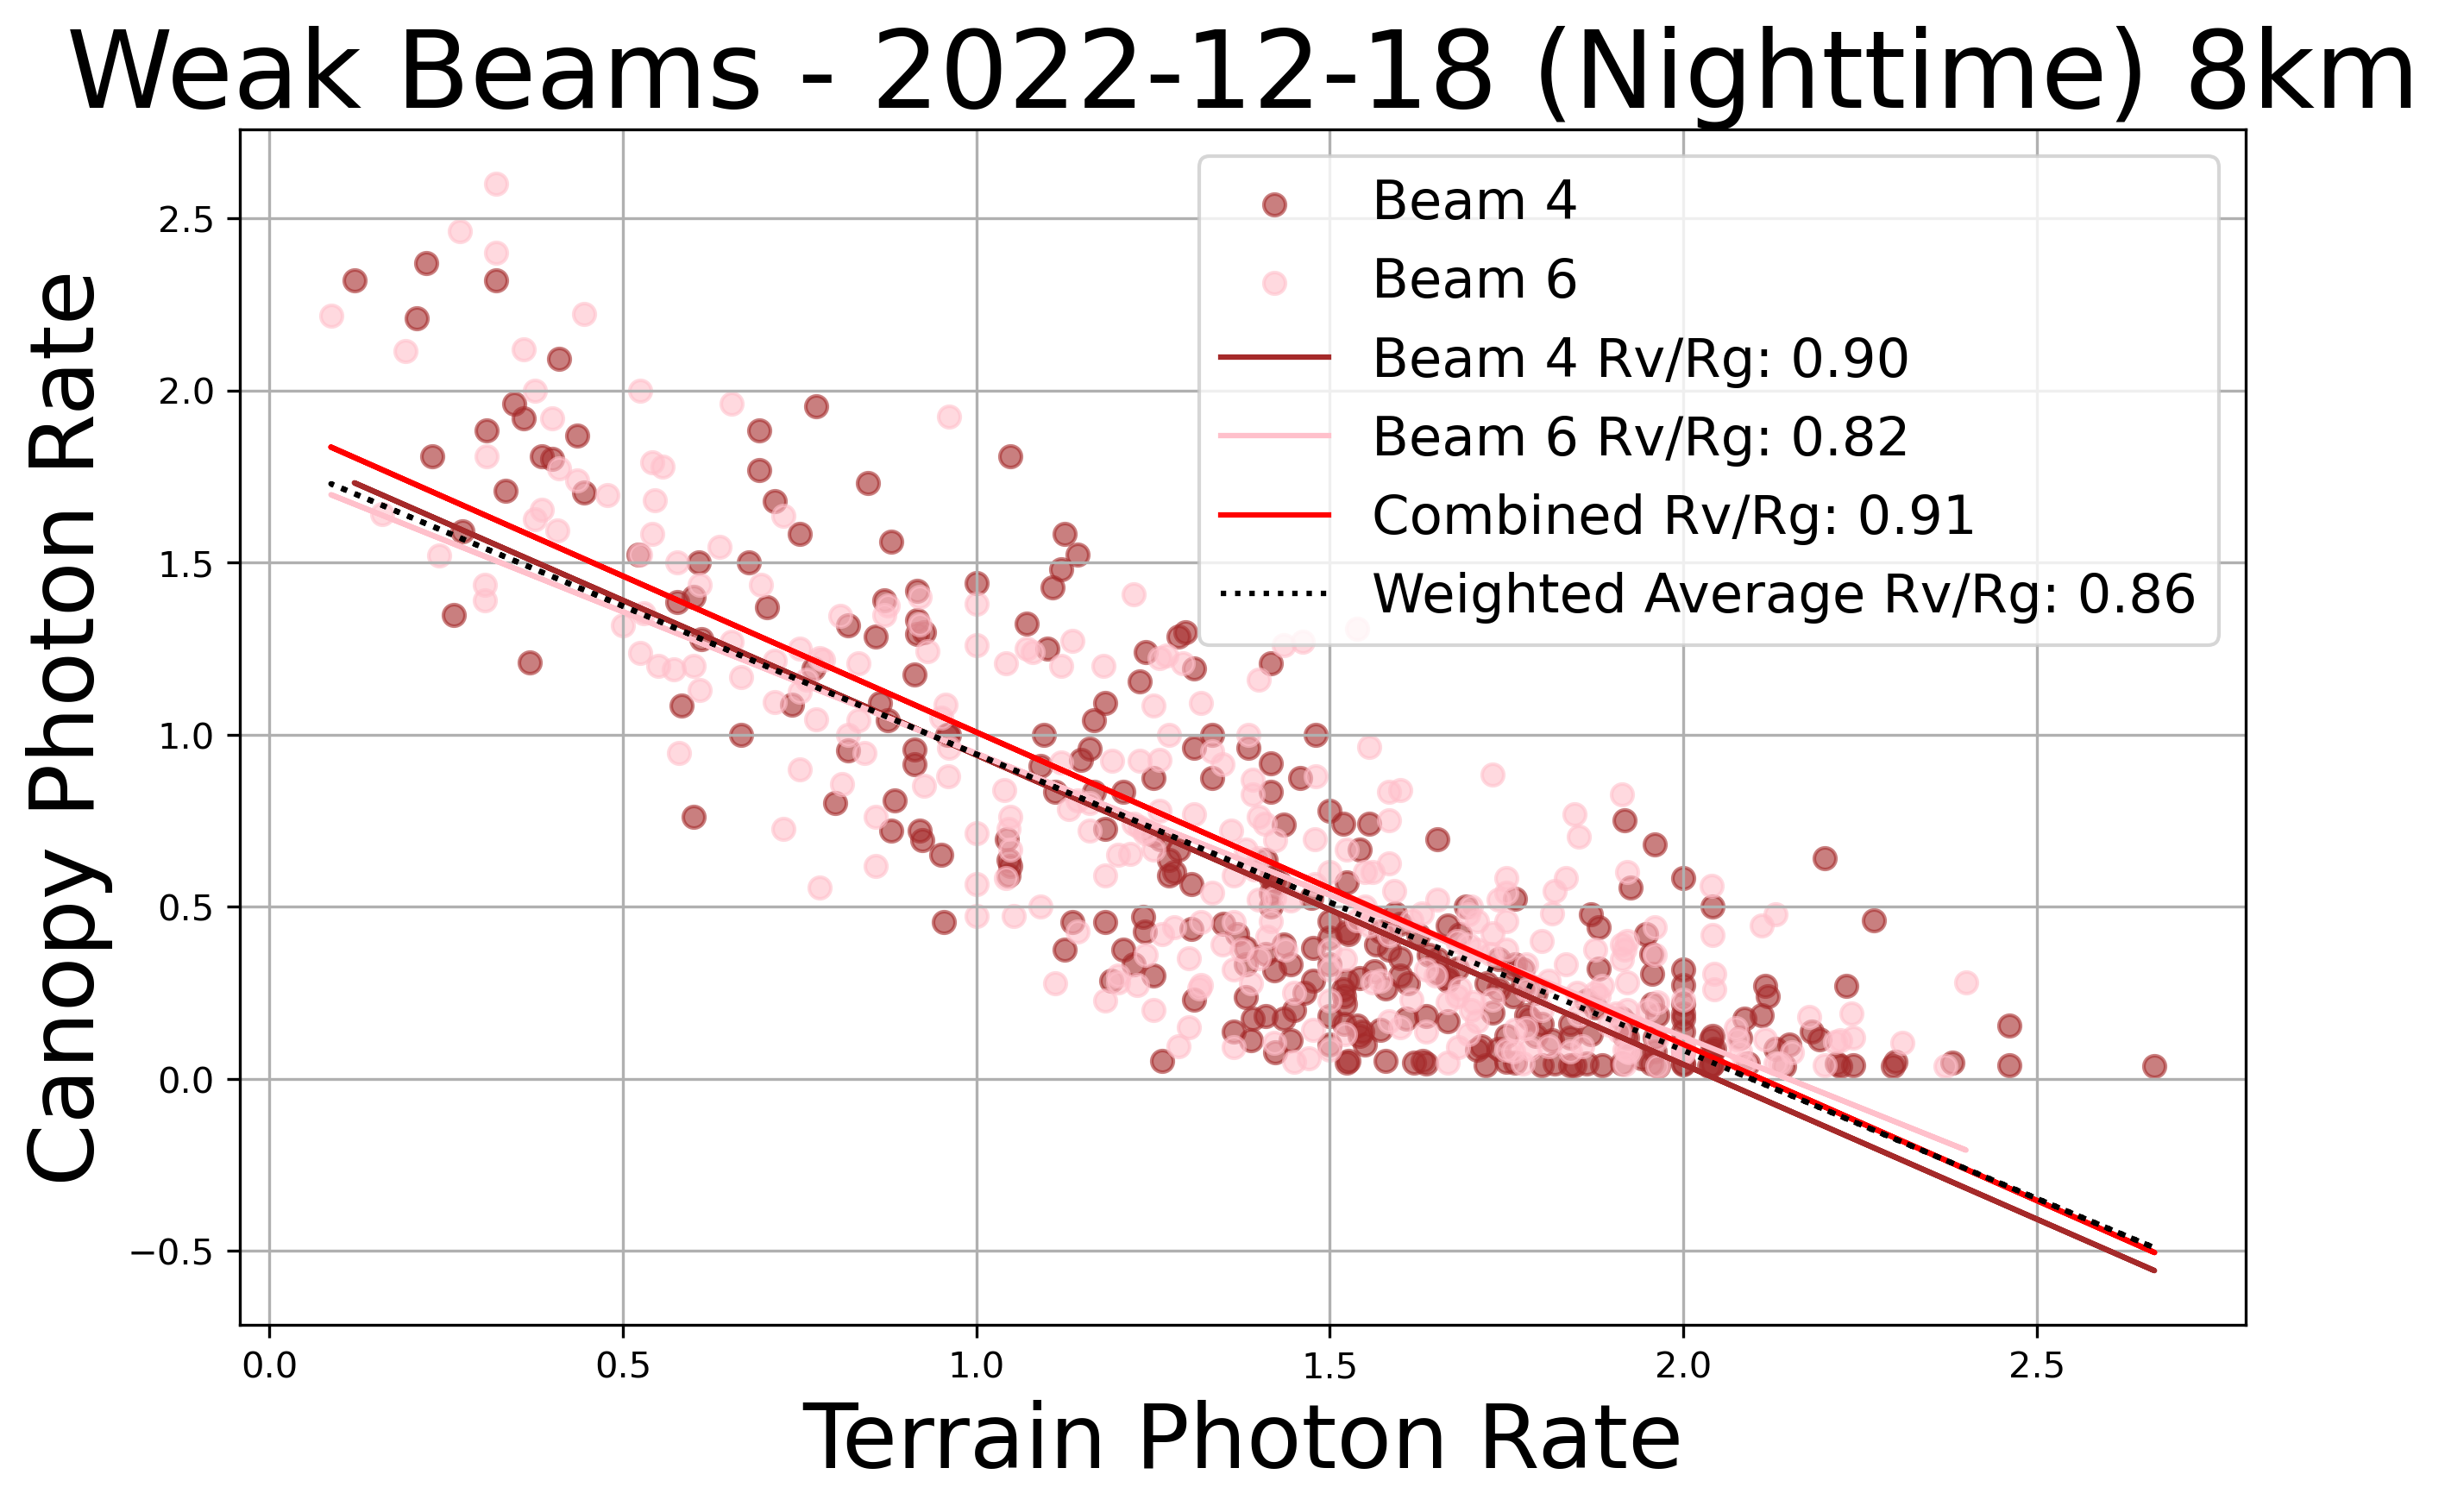 Weak Beams - 2022-12-18 (Nighttime) 8km
Canopy Photon Rate
2.5
2.0
1.5
1.0
0.5
0.0
−0.5
Beam 4
Beam 6
Beam 4 Rv/Rg: 0.90
Beam 6 Rv/Rg: 0.82
Combined Rv/Rg: 0.91
Weighted Average Rv/Rg: 0.86
0.0 0.5 1.0 1.5 2.0 2.5
Terrain Photon Rate